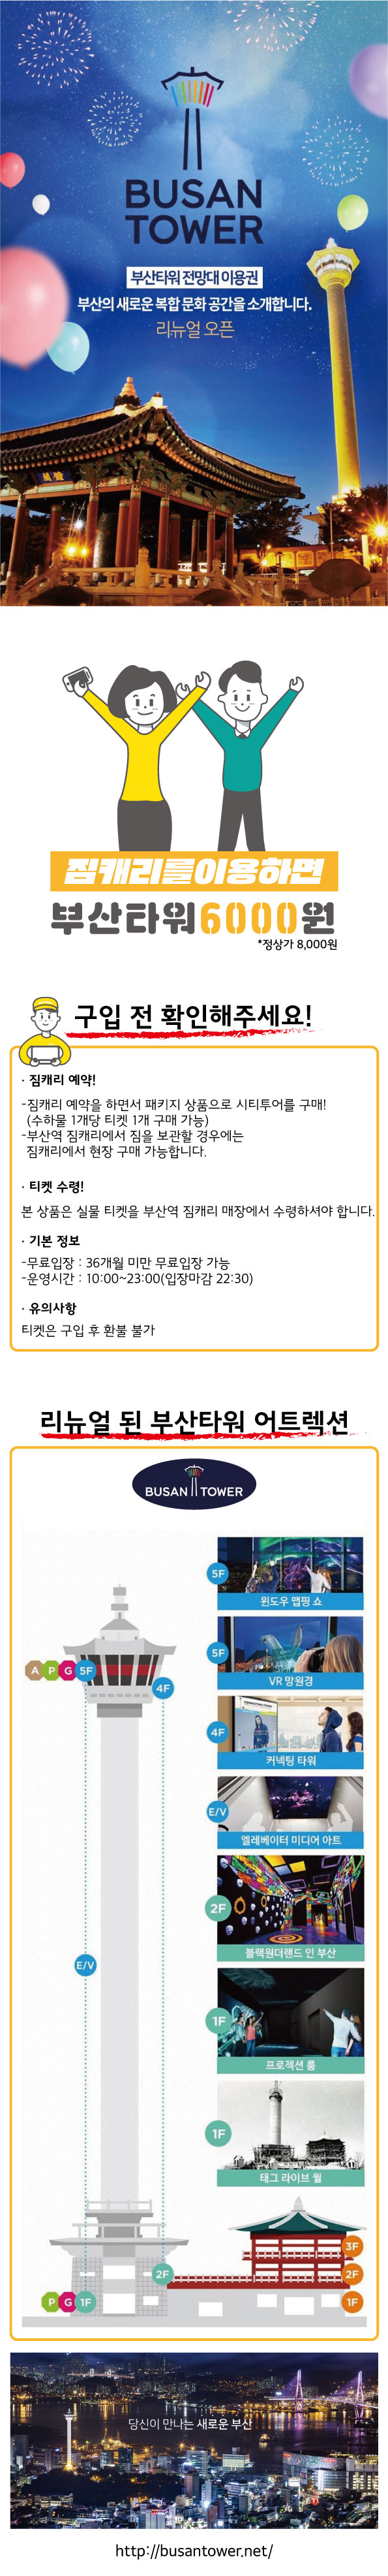 BUSAN
TOWER
부산타워 전망대 이용권
부산의 새로운 복합 문화 공간을 소개합니다.
리뉴얼 오픈
짐캐리를이용하면
부산타워6000원
*정상가 8,000원
구입 전 확인해주세요!
· 짐캐리 예약!
-짐캐리 예약을 하면서 패키지 상품으로 시티투어를 구매!
(수하물 1개당 티켓 1개 구매 가능)
-부산역 짐캐리에서 짐을 보관할 경우에는
짐캐리에서 현장 구매 가능합니다.
· 티켓 수령!
본 상품은 실물 티켓을 부산역 짐캐리 매장에서 수령하셔야 합니다.
· 기본 정보
-무료입장 : 36개월 미만 무료입장 가능
-운영시간 : 10:00~23:00(입장마감 22:30)
· 유의사항
티켓은 구입 후 환불 불가
리뉴얼 된 부산타워 어트렉션
BUSAN TOWER
5F
윈도우 맵핑 쇼
5F
VR 망원경
A P G 5F
4F
4F
커넥팅 타워
E/V
엘레베이터 미디어 아트
2F
블랙원더랜드 인 부산
E/V
1F
프로젝션 룸
1F
태그 라이브 월
3F
2F
2F
P G 1F
1F
당신이 만나는 새로운 부산
http://busantower.net/